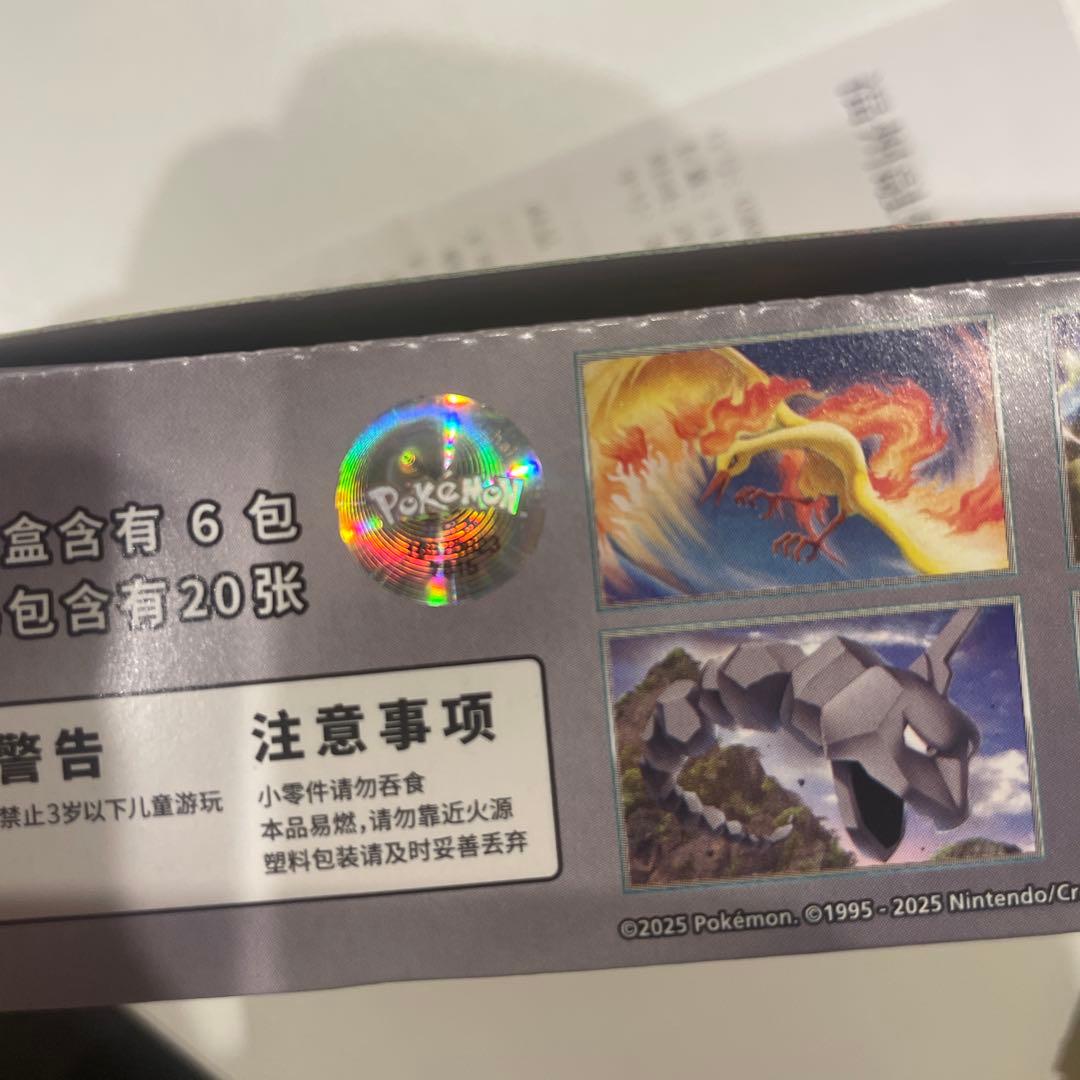 盒含有 6 包
包含有20张
Pokémon
警告
禁止3岁以下儿童游玩
注意事项
小零件请勿吞食
本品易燃,请勿靠近火源
塑料包装请及时妥善丢弃
©2025 Pokémon. ©1995 - 2025 Nintendo/Cr